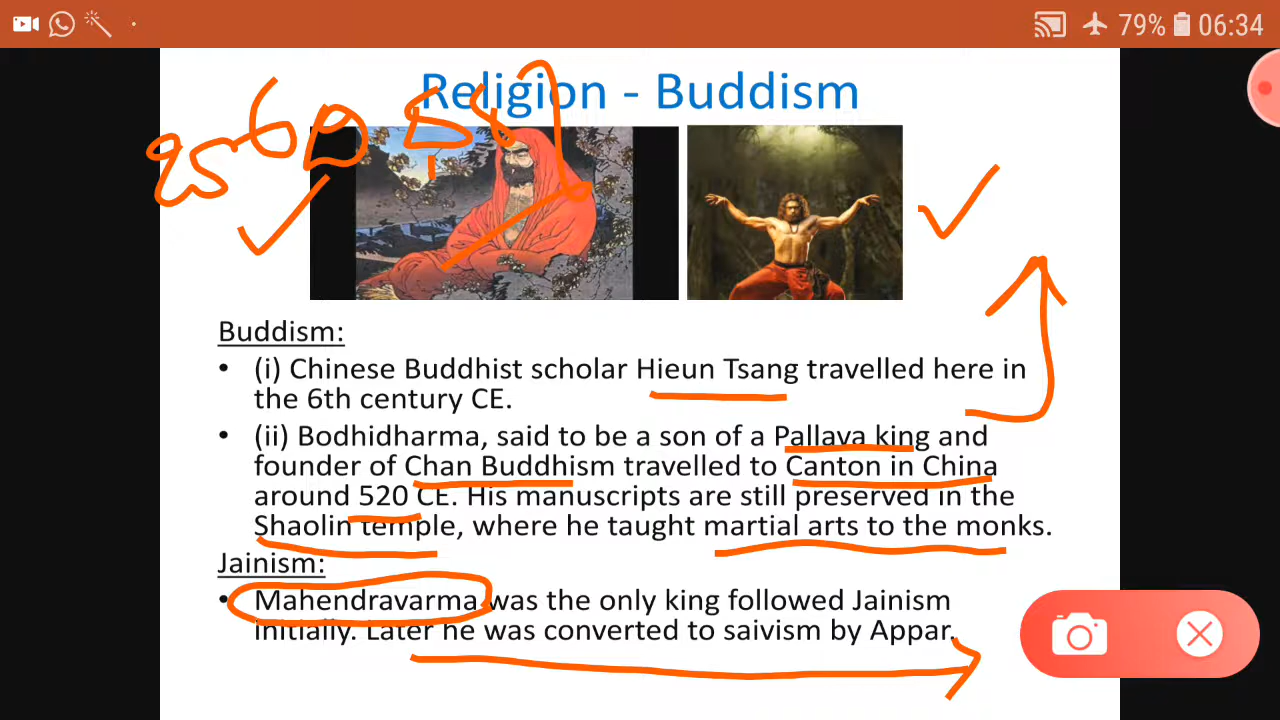 79% 06:34
Religion - Buddism
Buddism:
• (i) Chinese Buddhist scholar Hieun Tsang travelled here in
the 6th century CE.
• (ii) Bodhidharma, said to be a son of a Pallava king and
founder of Chan Buddhism travelled to Canton in China
around 520 CE. His manuscripts are still preserved in the
Shaolin temple, where he taught martial arts to the monks.
Jainism:
• Mahendravarma was the only king followed Jainism
initially. Later he was converted to saivism by Appar.